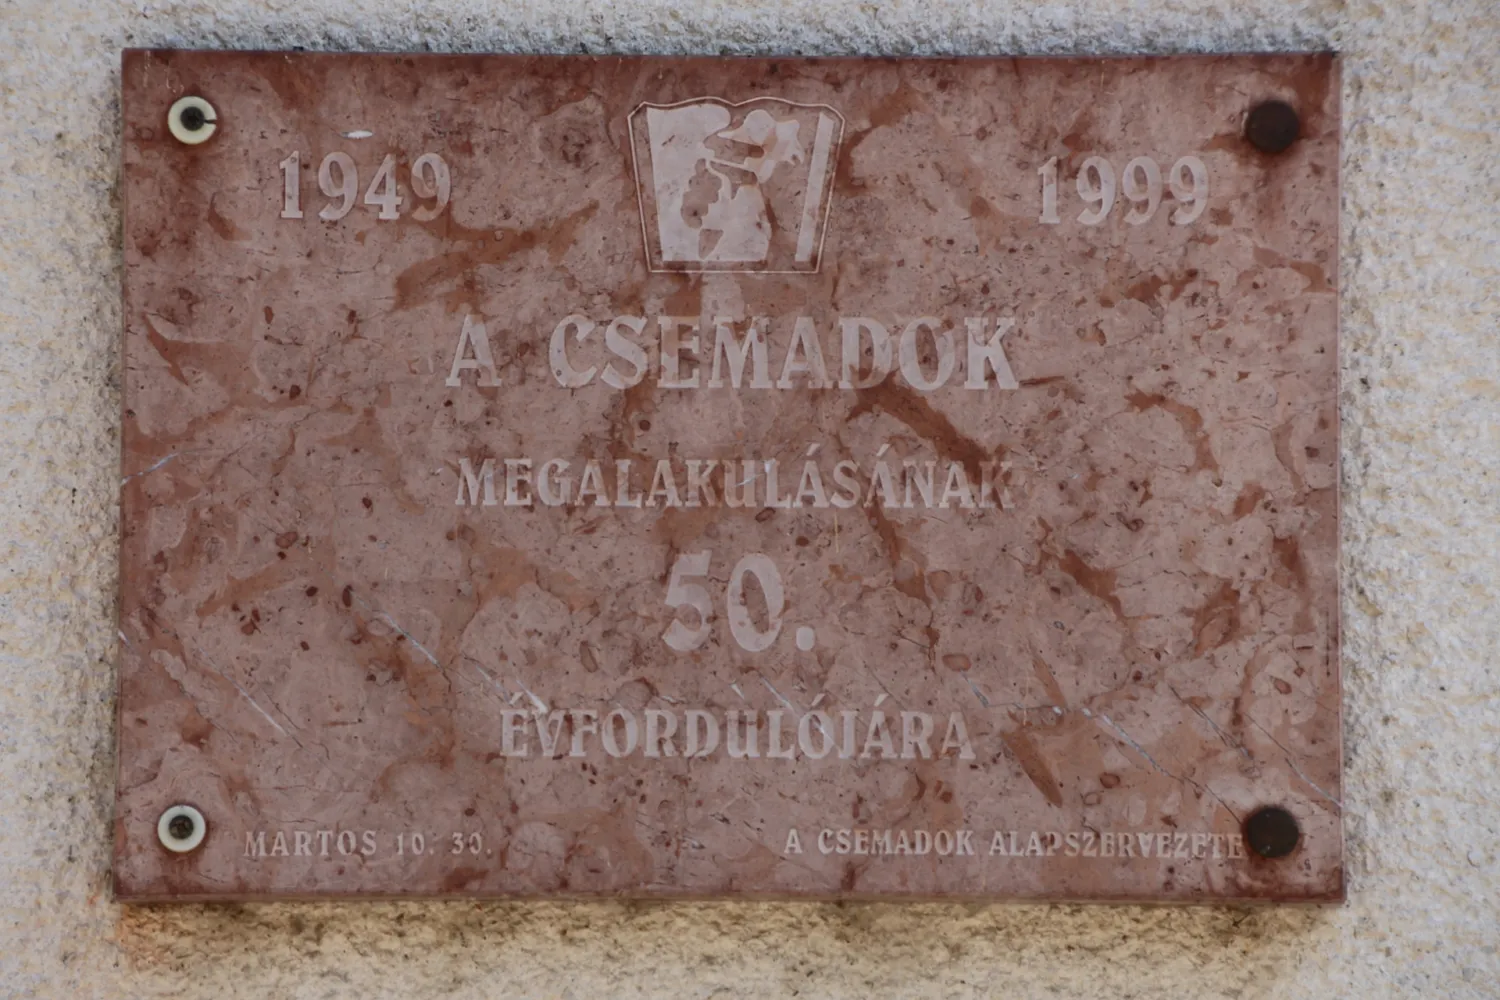 1949 1999
A CSEMADOK
MEGALAKULÁSÁNAK
50.
ÉVFORDULÓJÁRA
MARTOS 10. 30. A CSEMADOK ALAPSZERVEZETE